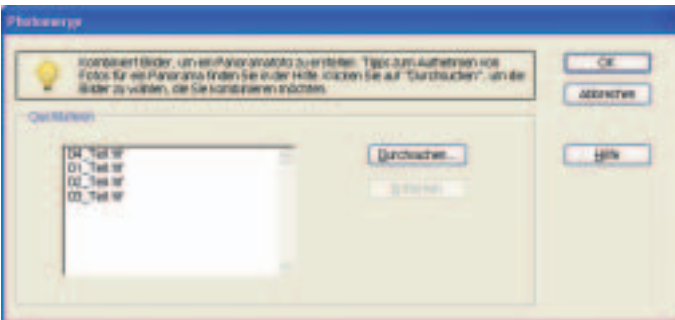 Photomerge
Kombiniert Bilder, um ein Panoramafoto zu erstellen. Tipps zum Aufnehmen von
Fotos für ein Panorama finden Sie in der Hilfe. Klicken Sie auf "Durchsuchen", um die
Bilder zu wählen, die Sie kombinieren möchten.
OK
Abbrechen
Quelldateien
04_Teil.tif
01_Teil.tif
02_Teil.tif
03_Teil.tif
Durchsuchen...
Entfernen
Hilfe